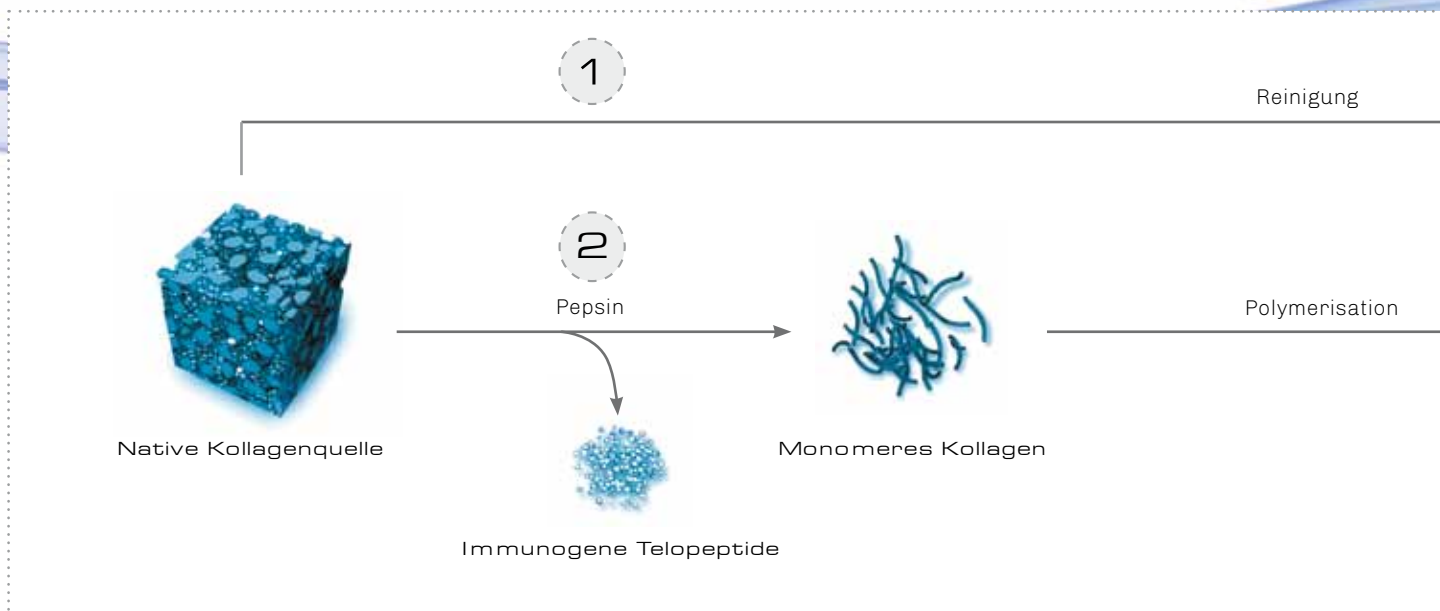 1
Reinigung
2
Pepsin
Polymerisation
Native Kollagenquelle
Monomeres Kollagen
Immunogene Telopeptide